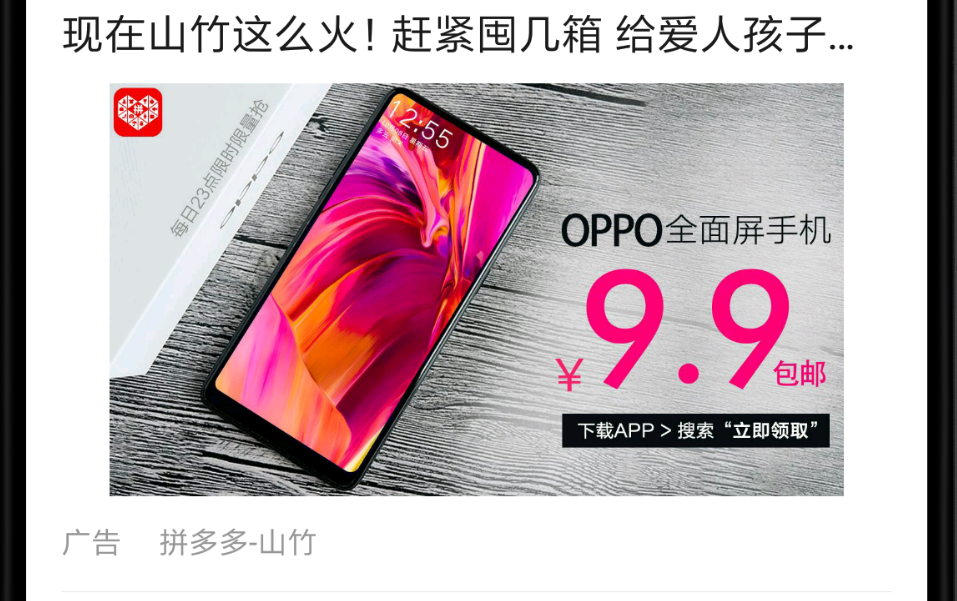 现在山竹这么火！赶紧囤几箱 给爱人孩子...
拼
每日23点限时限量抢
oppo
12:55
OPPO全面屏手机
¥9.9包邮
下载APP > 搜索“立即领取”
广告 拼多多-山竹